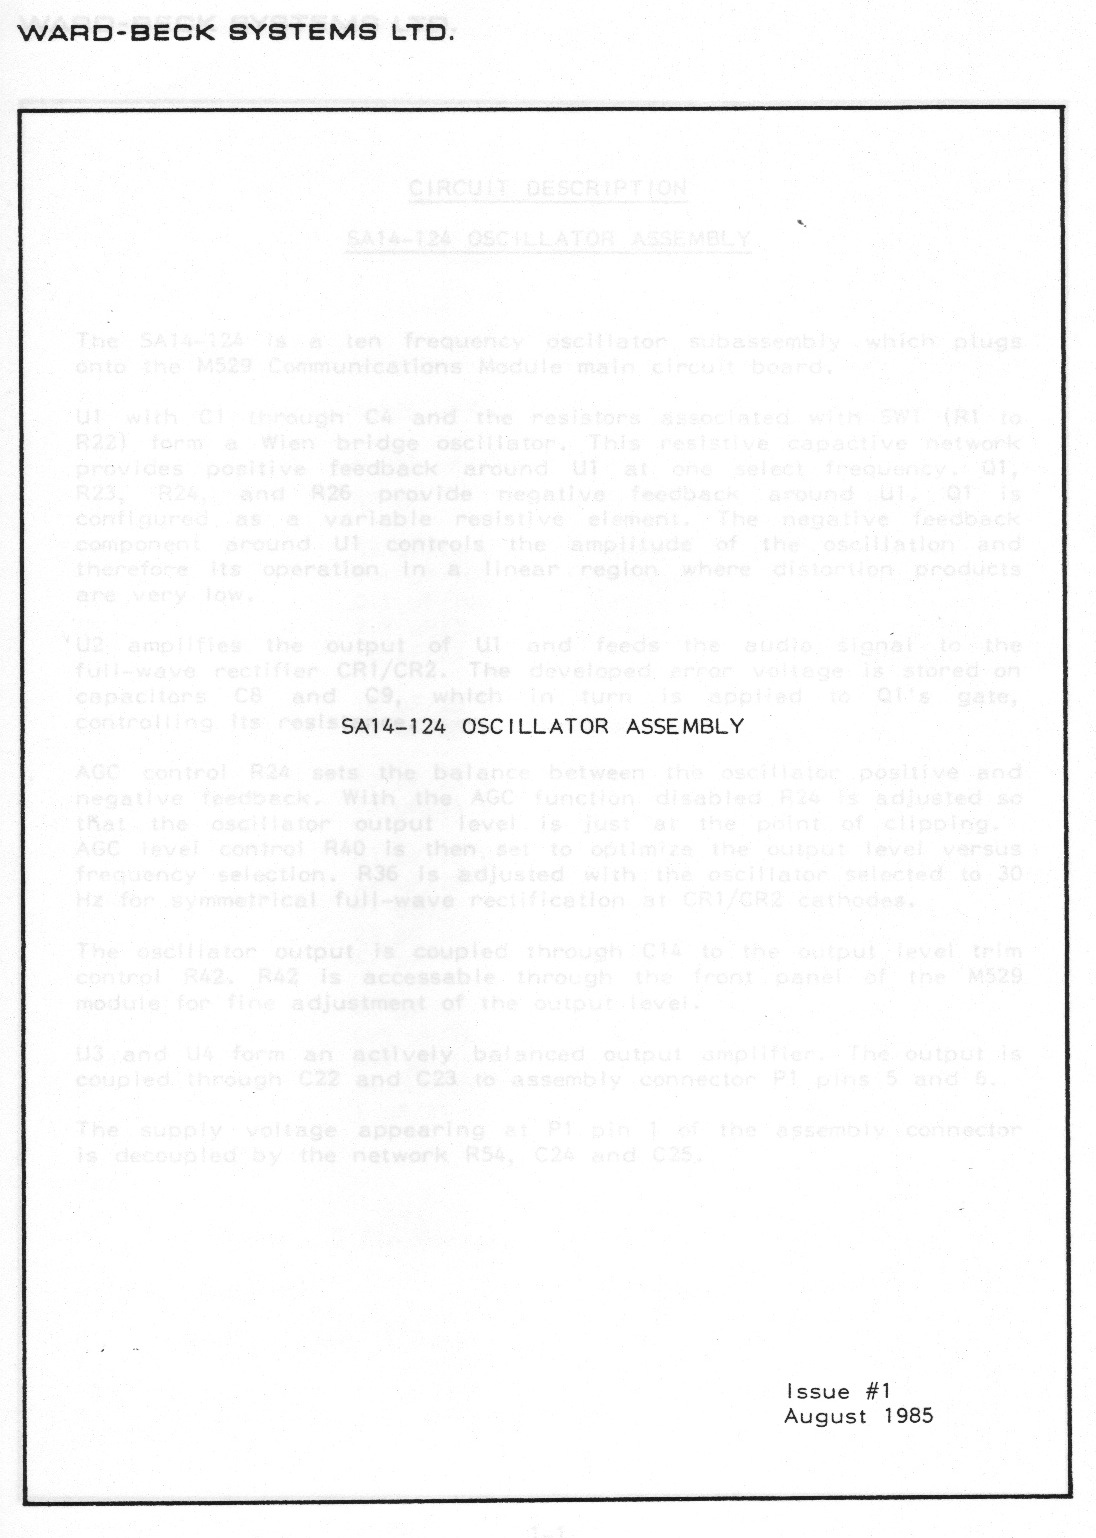 WARD-BECK SYSTEMS LTD.
CIRCUIT DESCRIPTION
SA14-124 OSCILLATOR ASSEMBLY
The SA14-124 is a ten frequency oscillator subassembly which plugs
onto the M529 Communications Module main circuit board.
U1 with C1 through C4 and the resistors associated with SW1 (R1 to
R22) form a Wien bridge oscillator. This resistive capactive network
provides positive feedback around U1 at one select frequency. Q1,
R23, R24, and R26 provide negative feedback around U1. Q1 is
configured as a variable resistive element. The negative feedback
component around U1 controls the amplitude of the oscillation and
therefore its operation in a linear region where distortion products
are very low.
U2 amplifies the output of U1 and feeds the audio signal to the
full-wave rectifier CR1/CR2. The developed error voltage is stored on
capacitors C8 and C9, which in turn is applied to Q1's gate,
controlling its
SA14-124 OSCILLATOR ASSEMBLY
AGC control R24 sets the balance between the oscillator positive and
negative feedback. With the AGC function disabled R24 is adjusted so
that the oscillator output level is just at the point of clipping.
AGC level control R40 is then set to optimize the output level versus
frequency selection. R36 is adjusted with the oscillator selected to 30
Hz for symmetrical full-wave rectification at CR1/CR2 cathodes.
The oscillator output is coupled through C14 to the output level trim
control R42. R42 is accessable through the front panel of the M529
module for fine adjustment of the output level.
U3 and U4 form an actively balanced output amplifier. The output is
coupled through C22 and C23 to assembly connector P1 pins 5 and 6.
The supply voltage appearing at P1 pin 1 of the assembly connector
is decoupled by the network R54, C24 and C25.
Issue #1
August 1985
1-1